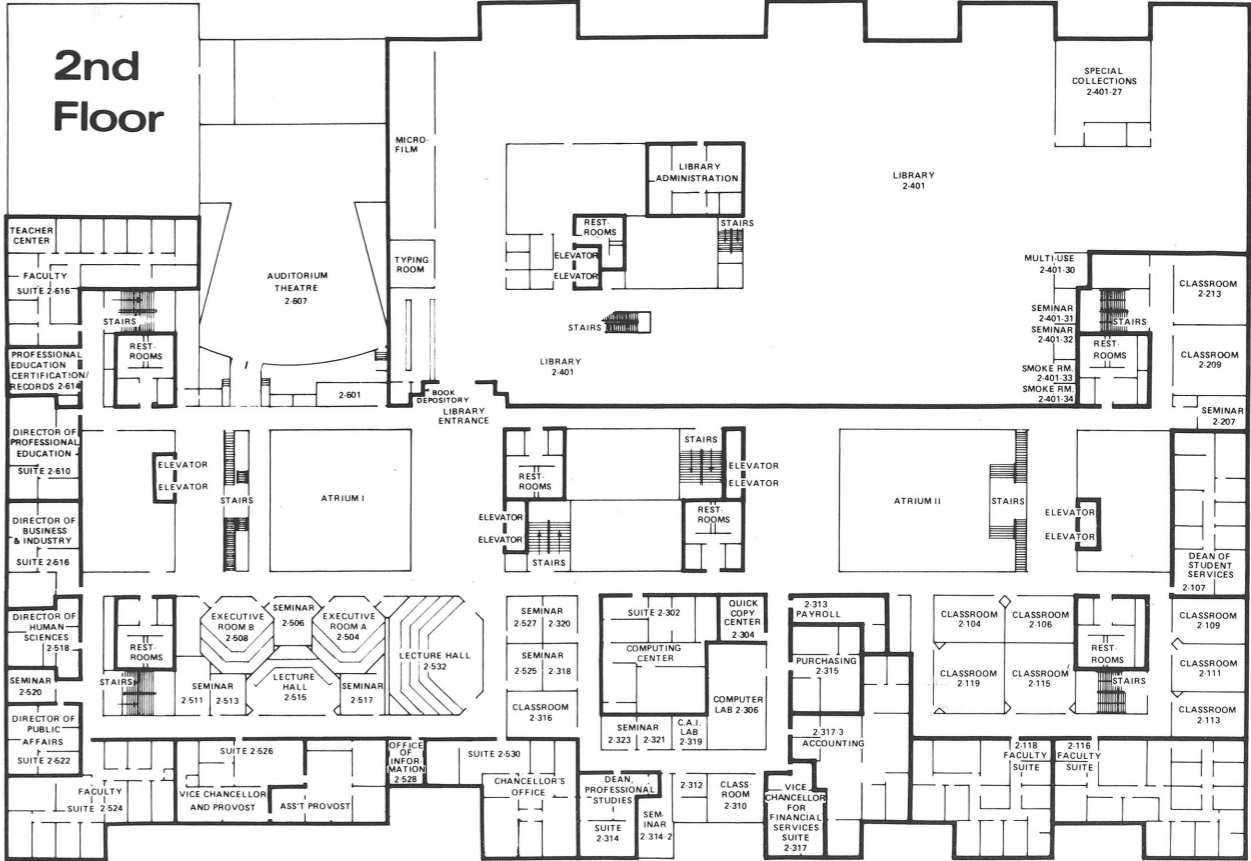 2nd
Floor
SPECIAL
COLLECTIONS
2-401-27
MICRO-
FILM
LIBRARY
ADMINISTRATION
LIBRARY
2-401
TEACHER
CENTER
FACULTY
SUITE 2-616
STAIRS
REST-
ROOMS
AUDITORIUM
THEATRE
2-607
TYPING
ROOM
REST-
ROOMS
ELEVATOR
ELEVATOR
STAIRS
STAIRS
LIBRARY
2-401
MULTI-USE
2-401-30
SEMINAR
2-401-31
SEMINAR
2-401-32
SMOKE RM.
2-401-33
SMOKE RM.
2-401-34
STAIRS
REST-
ROOMS
CLASSROOM
2-213
CLASSROOM
2-209
SEMINAR
2-207
PROFESSIONAL
EDUCATION
CERTIFICATION/
RECORDS 2-614
2-601
BOOK
DEPOSITORY
LIBRARY
ENTRANCE
DIRECTOR OF
PROFESSIONAL
EDUCATION
SUITE 2-610
ELEVATOR
ELEVATOR
STAIRS
ATRIUM I
REST-
ROOMS
STAIRS
ELEVATOR
ELEVATOR
ELEVATOR
ELEVATOR
STAIRS
REST-
ROOMS
ATRIUM II
STAIRS
ELEVATOR
ELEVATOR
DIRECTOR OF
BUSINESS
& INDUSTRY
SUITE 2-516
DEAN OF
STUDENT
SERVICES
2-107
DIRECTOR OF
HUMAN
SCIENCES
2-518
REST-
ROOMS
STAIRS
EXECUTIVE
ROOM B
2-508
SEMINAR
2-506
EXECUTIVE
ROOM A
2-504
LECTURE HALL
2-532
SEMINAR
2-511
2-513
LECTURE
HALL
2-515
SEMINAR
2-517
SEMINAR
2-527
2-320
SEMINAR
2-525
2-318
CLASSROOM
2-316
SUITE 2-302
COMPUTING
CENTER
QUICK
COPY
CENTER
2-304
COMPUTER
LAB 2-306
SEMINAR
2-323
2-321
C.A.I.
LAB
2-319
2-313
PAYROLL
PURCHASING
2-315
2-317-3
ACCOUNTING
CLASSROOM
2-104
CLASSROOM
2-106
CLASSROOM
2-119
CLASSROOM
2-115
REST-
ROOMS
STAIRS
CLASSROOM
2-109
CLASSROOM
2-111
CLASSROOM
2-113
SEMINAR
2-520
DIRECTOR OF
PUBLIC
AFFAIRS
SUITE 2-522
FACULTY
SUITE 2-524
SUITE 2-526
VICE CHANCELLOR
AND PROVOST
ASS'T PROVOST
OFFICE
OF
INFOR-
MATION
2-528
SUITE 2-530
CHANCELLOR'S
OFFICE
DEAN,
PROFESSIONAL
STUDIES
SUITE
2-314
SEM-
INAR
2-314-2
2-312
CLASS-
ROOM
2-310
VICE
CHANCELLOR
FOR
FINANCIAL
SERVICES
SUITE
2-317
2-118
FACULTY
SUITE
2-116
FACULTY
SUITE